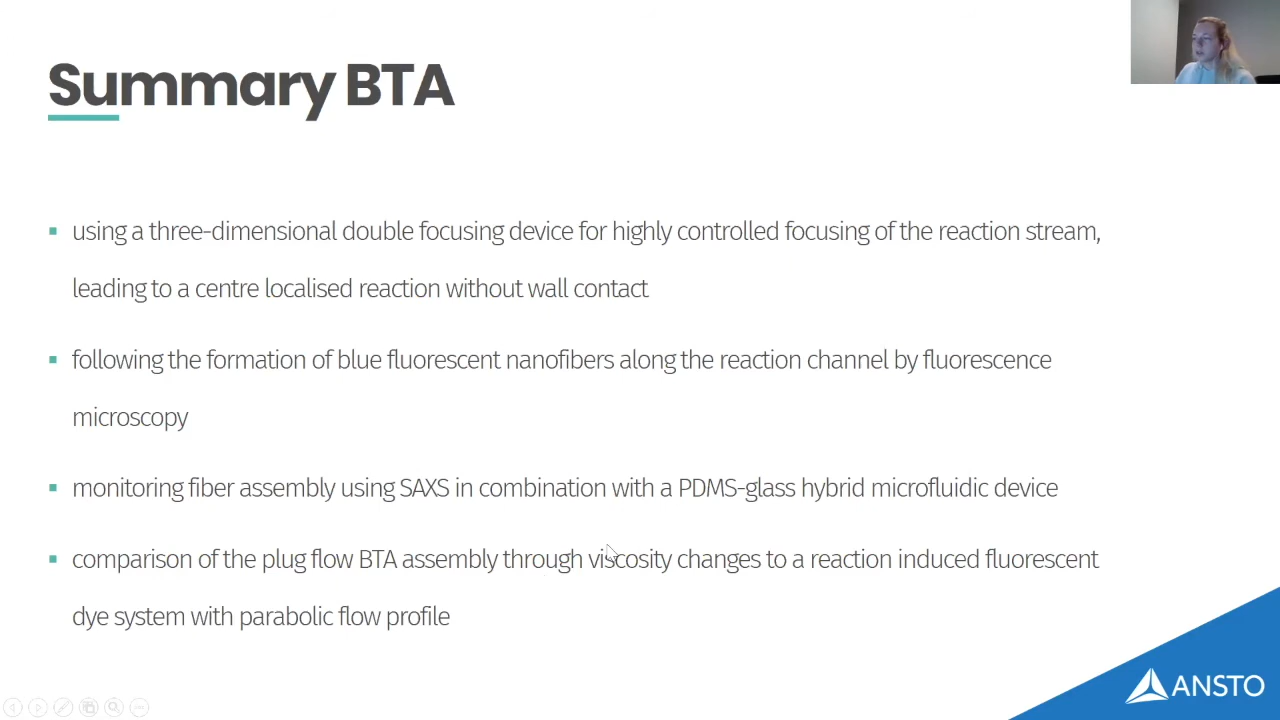 Summary BTA
using a three-dimensional double focusing device for highly controlled focusing of the reaction stream,
leading to a centre localised reaction without wall contact
following the formation of blue fluorescent nanofibers along the reaction channel by fluorescence
microscopy
monitoring fiber assembly using SAXS in combination with a PDMS-glass hybrid microfluidic device
comparison of the plug flow BTA assembly through viscosity changes to a reaction induced fluorescent
dye system with parabolic flow profile
ANSTO